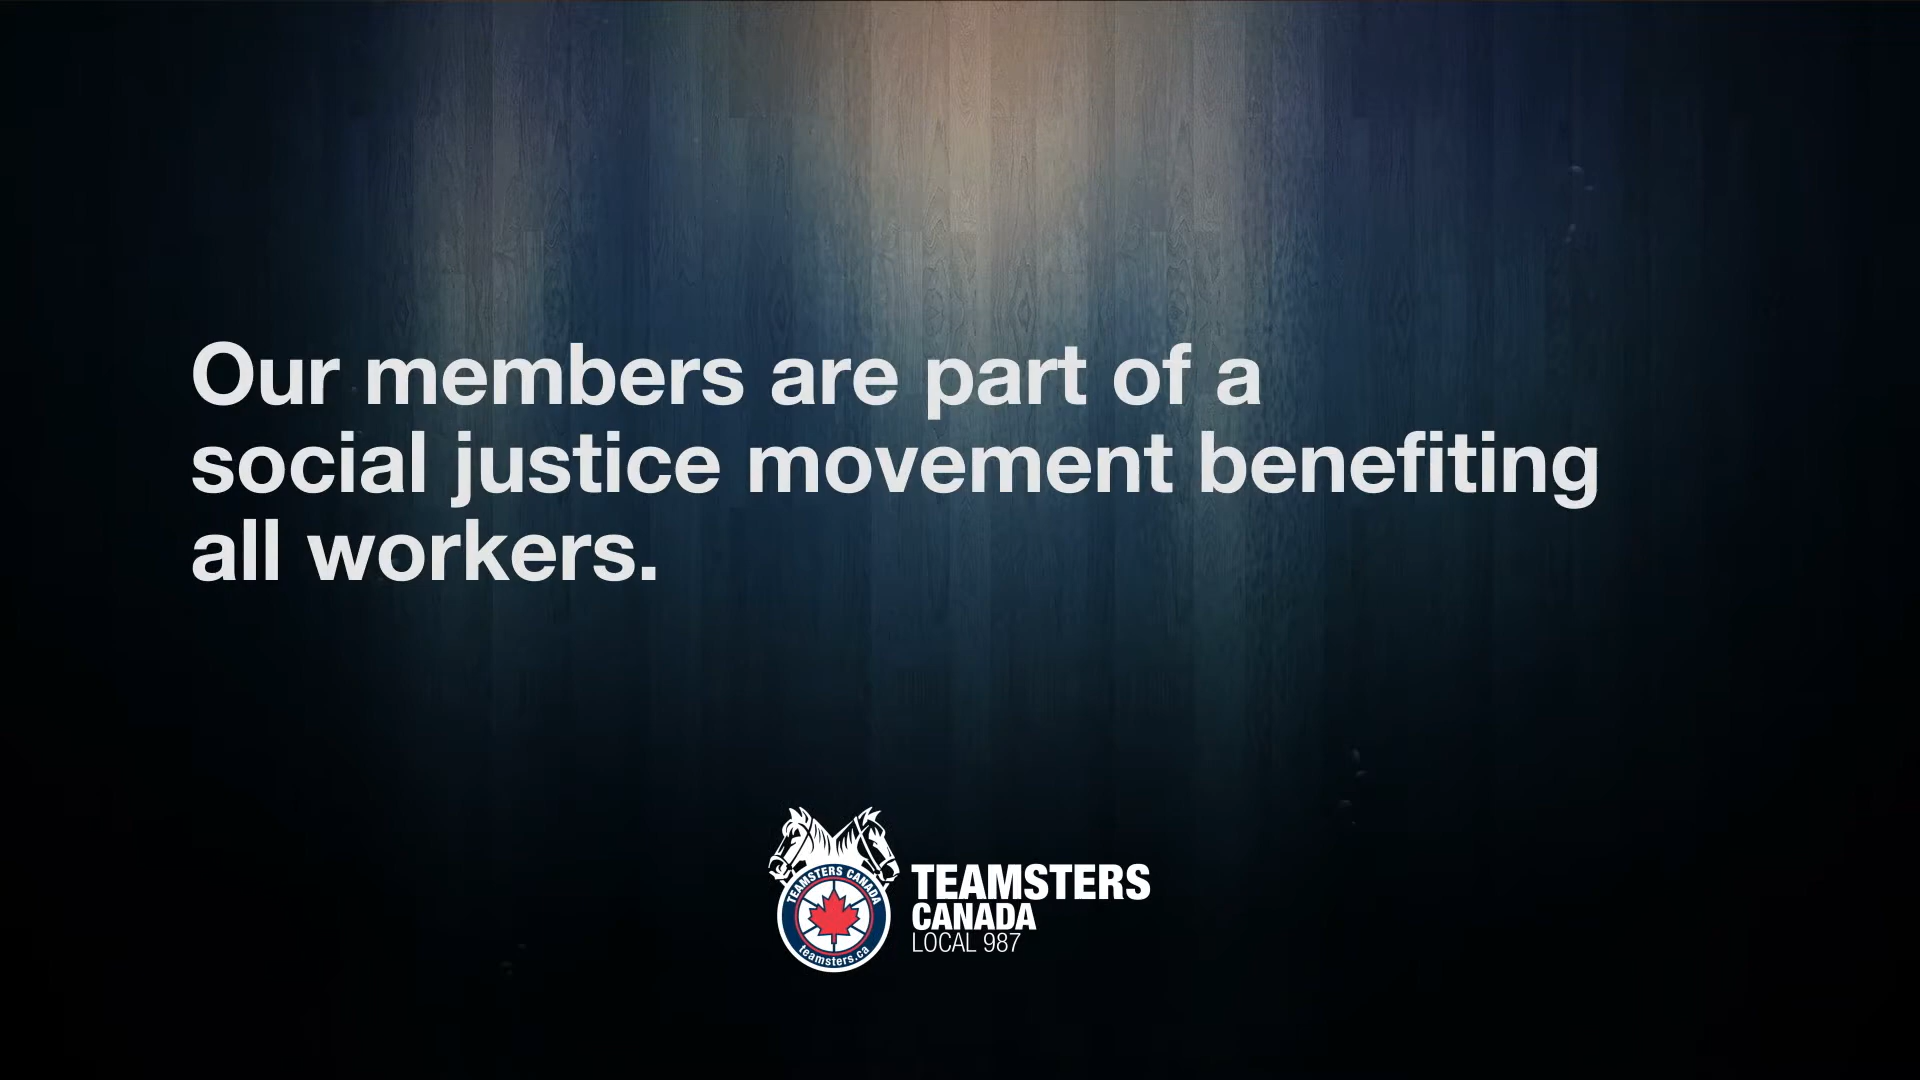 Our members are part of a
social justice movement benefiting
all workers.
TEAMSTERS CANADA
teamsters.ca
TEAMSTERS
CANADA
LOCAL 987